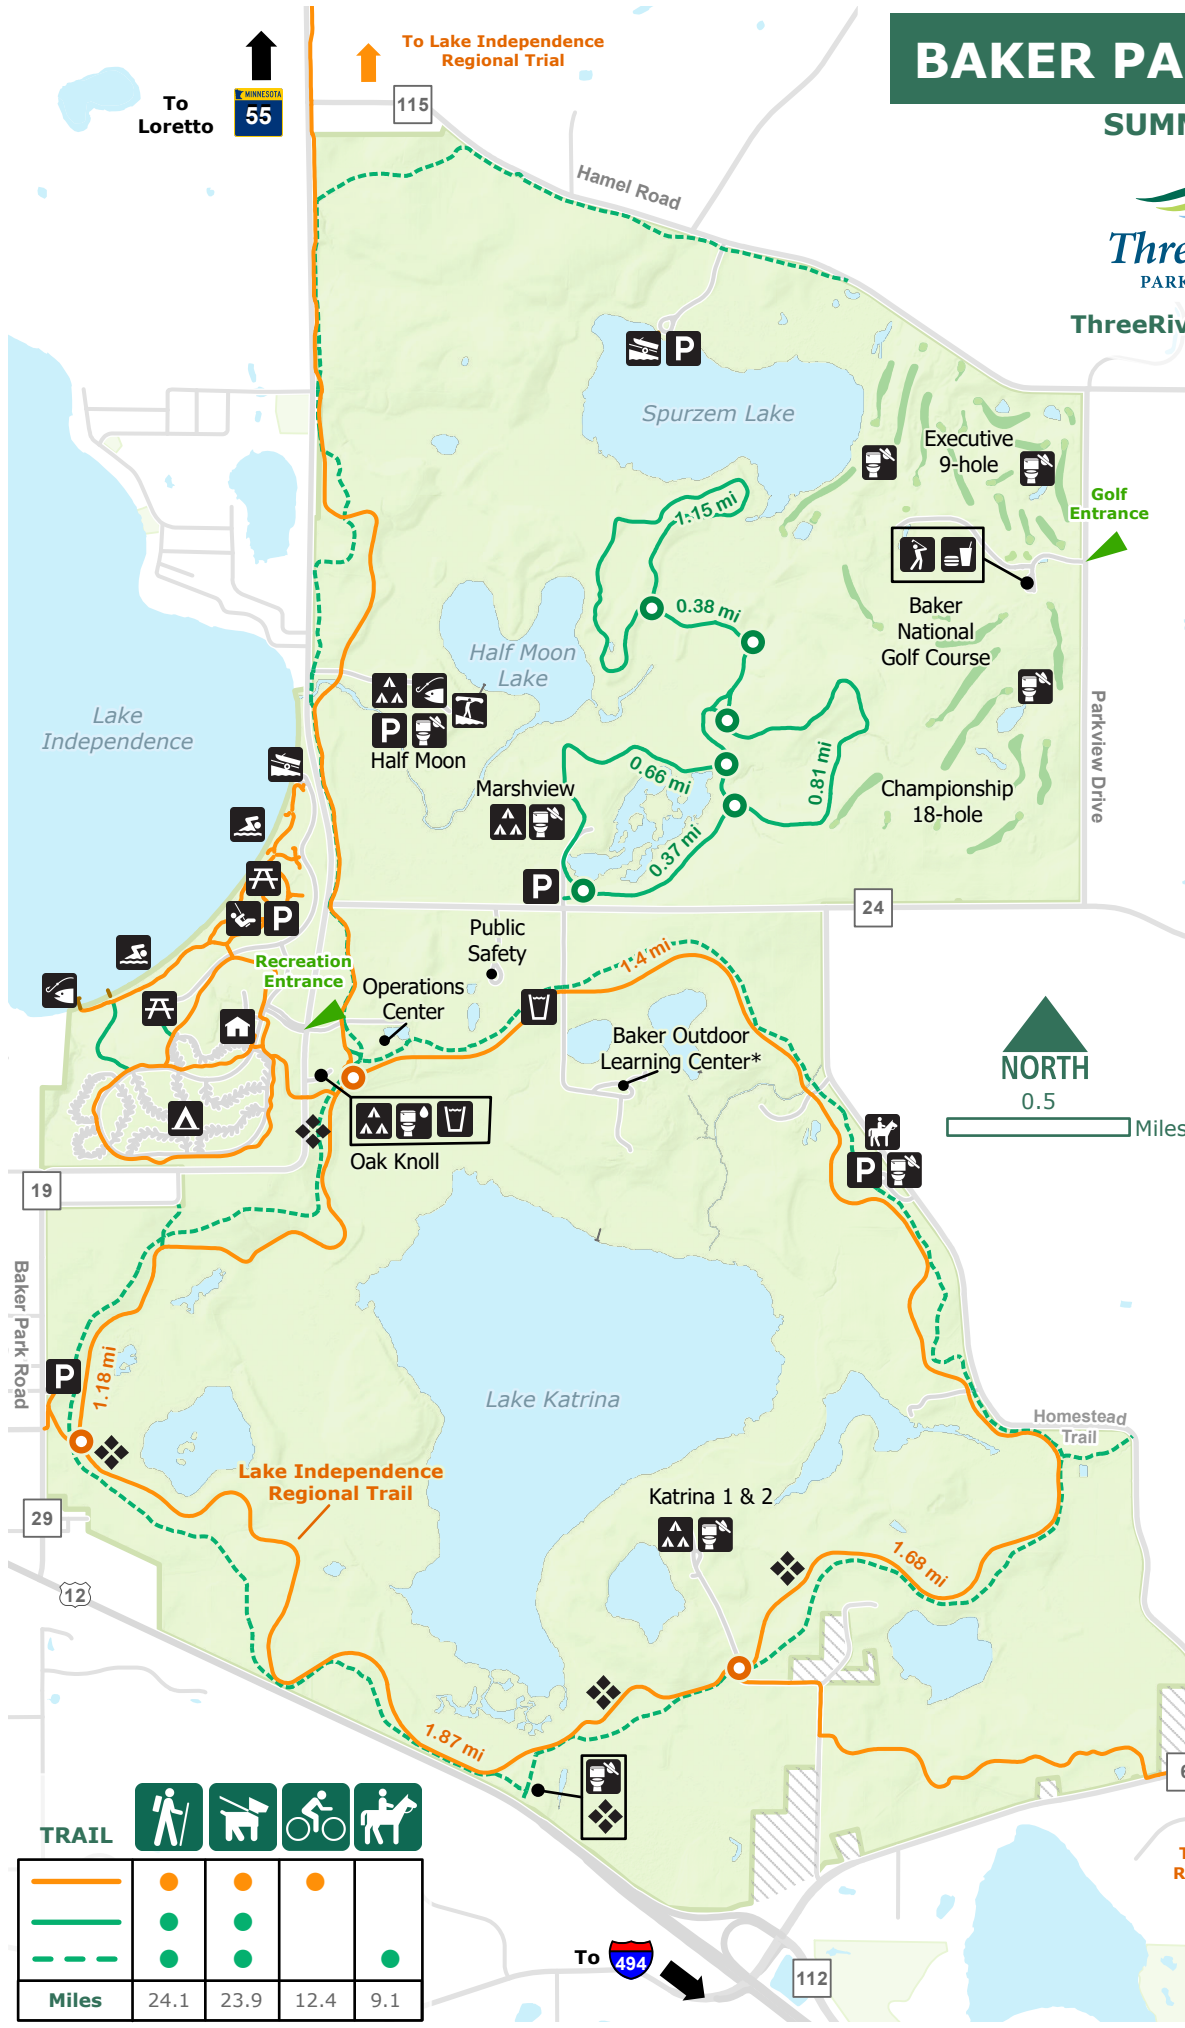 BAKER PA
SUMM
Thre
PARK
ThreeRiv
To Lake Independence
Regional Trial
To
Loretto
MINNESOTA
55
115
Hamel Road
Spurzem Lake
P
Executive
9-hole
Golf
Entrance
1.15 mi
0.38 mi
Baker
National
Golf Course
Half Moon
Lake
P
Half Moon
Lake
Independence
Parkview Drive
0.66 mi
0.81 mi
Marshview
Championship
18-hole
0.37 mi
P
24
P
Public
Safety
Recreation
Entrance
Operations
Center
1.4 mi
Baker Outdoor
Learning Center*
NORTH
0.5
Miles
Oak Knoll
P
19
Baker Park Road
P
1.18 mi
Lake Katrina
Homestead
Trail
Lake Independence
Regional Trail
Katrina 1 & 2
29
12
1.68 mi
1.87 mi
6
T
R
TRAIL
Miles 24.1 23.9 12.4 9.1
To 494
112